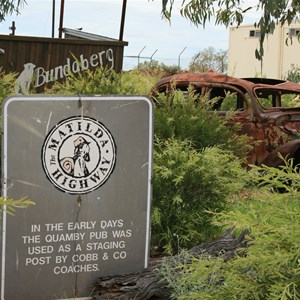 Bundaberg
The MATILDA
HIGHWAY
IN THE EARLY DAYS
THE QUAMBY PUB WAS
USED AS A STAGING
POST BY COBB & CO
COACHES.